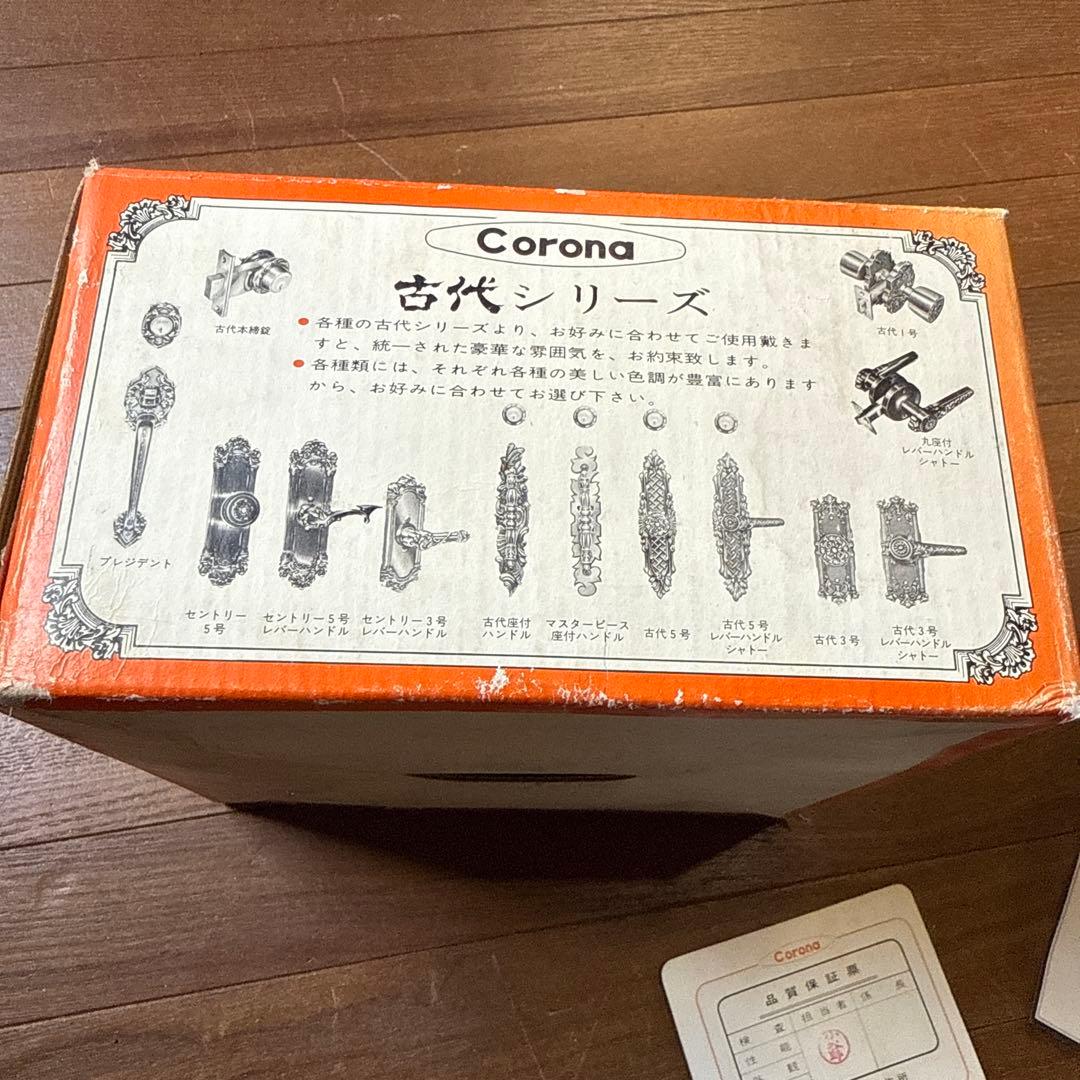 Corona
古代シリーズ
●各種の古代シリーズより、お好みに合わせてご使用戴きま
すと、統一された豪華な雰囲気を、お約束致します。
●各種類には、それぞれ各種の美しい色調が豊富にあります
から、お好みに合わせてお選び下さい。
古代本締錠
古代1号
丸座付
レバーハンドル
シャトー
プレジデント
セントリー
5号
セントリー5号
レバーハンドル
セントリー3号
レバーハンドル
古代座付
ハンドル
マスターピース
座付ハンドル
古代5号
古代5号
レバーハンドル
シャトー
古代3号
古代3号
レバーハンドル
シャトー
Corona
品質保証票
検査 担当者 係長
性能